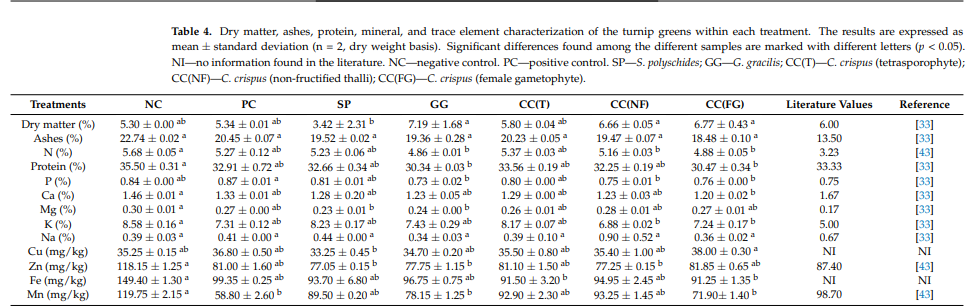 Table 4. Dry matter, ashes, protein, mineral, and trace element characterization of the turnip greens within each treatment. The results are expressed as
mean ± standard deviation (n = 2, dry weight basis). Significant differences found among the different samples are marked with different letters (p < 0.05).
NI—no information found in the literature. NC—negative control. PC—positive control. SP—S. polyschides; GG—G. gracilis; CC(T)—C. crispus (tetrasporophyte);
CC(NF)—C. crispus (non-fructified thalli); CC(FG)—C. crispus (female gametophyte).
Treatments NC PC SP GG CC(T) CC(NF) CC(FG) Literature Values Reference
Dry matter (%) 5.30 ± 0.00 ab 5.34 ± 0.01 ab 3.42 ± 2.31 b 7.19 ± 1.68 a 5.80 ± 0.04 ab 6.66 ± 0.05 a 6.77 ± 0.43 a 6.00 [33]
Ashes (%) 22.74 ± 0.02 a 20.45 ± 0.07 a 19.52 ± 0.02 a 19.36 ± 0.28 a 20.23 ± 0.05 a 19.47 ± 0.07 a 18.48 ± 0.10 a 13.50 [33]
N (%) 5.68 ± 0.05 a 5.27 ± 0.12 ab 5.23 ± 0.06 ab 4.86 ± 0.01 b 5.37 ± 0.03 ab 5.16 ± 0.03 b 4.88 ± 0.05 b 3.23 [43]
Protein (%) 35.50 ± 0.31 a 32.91 ± 0.72 ab 32.66 ± 0.34 ab 30.34 ± 0.03 b 33.56 ± 0.19 ab 32.25 ± 0.19 ab 30.47 ± 0.34 b 33.33 [33]
P (%) 0.84 ± 0.00 ab 0.87 ± 0.01 a 0.81 ± 0.01 ab 0.73 ± 0.02 b 0.80 ± 0.00 ab 0.75 ± 0.01 b 0.76 ± 0.00 b 0.75 [33]
Ca (%) 1.46 ± 0.01 a 1.33 ± 0.01 ab 1.28 ± 0.20 ab 1.23 ± 0.05 ab 1.29 ± 0.00 ab 1.23 ± 0.03 ab 1.20 ± 0.02 b 1.67 [33]
Mg (%) 0.30 ± 0.01 a 0.27 ± 0.00 ab 0.23 ± 0.01 b 0.24 ± 0.00 b 0.26 ± 0.01 ab 0.28 ± 0.01 ab 0.27 ± 0.01 ab 0.17 [33]
K (%) 8.58 ± 0.16 a 7.31 ± 0.12 ab 8.23 ± 0.17 ab 7.43 ± 0.29 ab 8.17 ± 0.07 ab 6.88 ± 0.02 b 7.24 ± 0.17 b 5.00 [33]
Na (%) 0.39 ± 0.03 a 0.41 ± 0.00 a 0.44 ± 0.00 a 0.34 ± 0.03 a 0.39 ± 0.10 a 0.90 ± 0.52 a 0.36 ± 0.02 a 0.67 [33]
Cu (mg/kg) 35.25 ± 0.15 ab 36.80 ± 0.50 ab 33.25 ± 0.45 b 34.70 ± 0.20 ab 35.50 ± 0.80 ab 35.40 ± 1.00 ab 38.00 ± 0.30 a NI NI
Zn (mg/kg) 118.15 ± 1.25 a 81.00 ± 1.60 ab 77.05 ± 0.15 b 77.75 ± 1.15 b 81.10 ± 1.50 ab 77.25 ± 0.15 b 81.85 ± 0.65 ab 87.40 [43]
Fe (mg/kg) 149.40 ± 1.30 a 99.35 ± 0.25 ab 93.70 ± 6.80 ab 96.75 ± 0.75 ab 91.50 ± 3.20 b 94.95 ± 2.45 ab 91.25 ± 1.35 b NI NI
Mn (mg/kg) 119.75 ± 2.15 a 58.80 ± 2.60 b 89.50 ± 0.20 ab 78.15 ± 1.25 b 92.90 ± 2.30 ab 93.25 ± 1.45 ab 71.90± 1.40 b 98.70 [43]